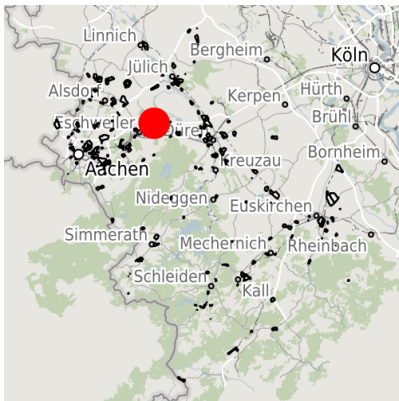 Linnich
Bergheim
Köln
Jülich
Alsdorf
Kerpen
Hürth
Eschweiler
Düre
Brühl
Kreuzau
Bornheim
Aachen
Nideggen
Euskirchen
Simmerath
Mechernich
Rheinbach
Schleiden
Kall